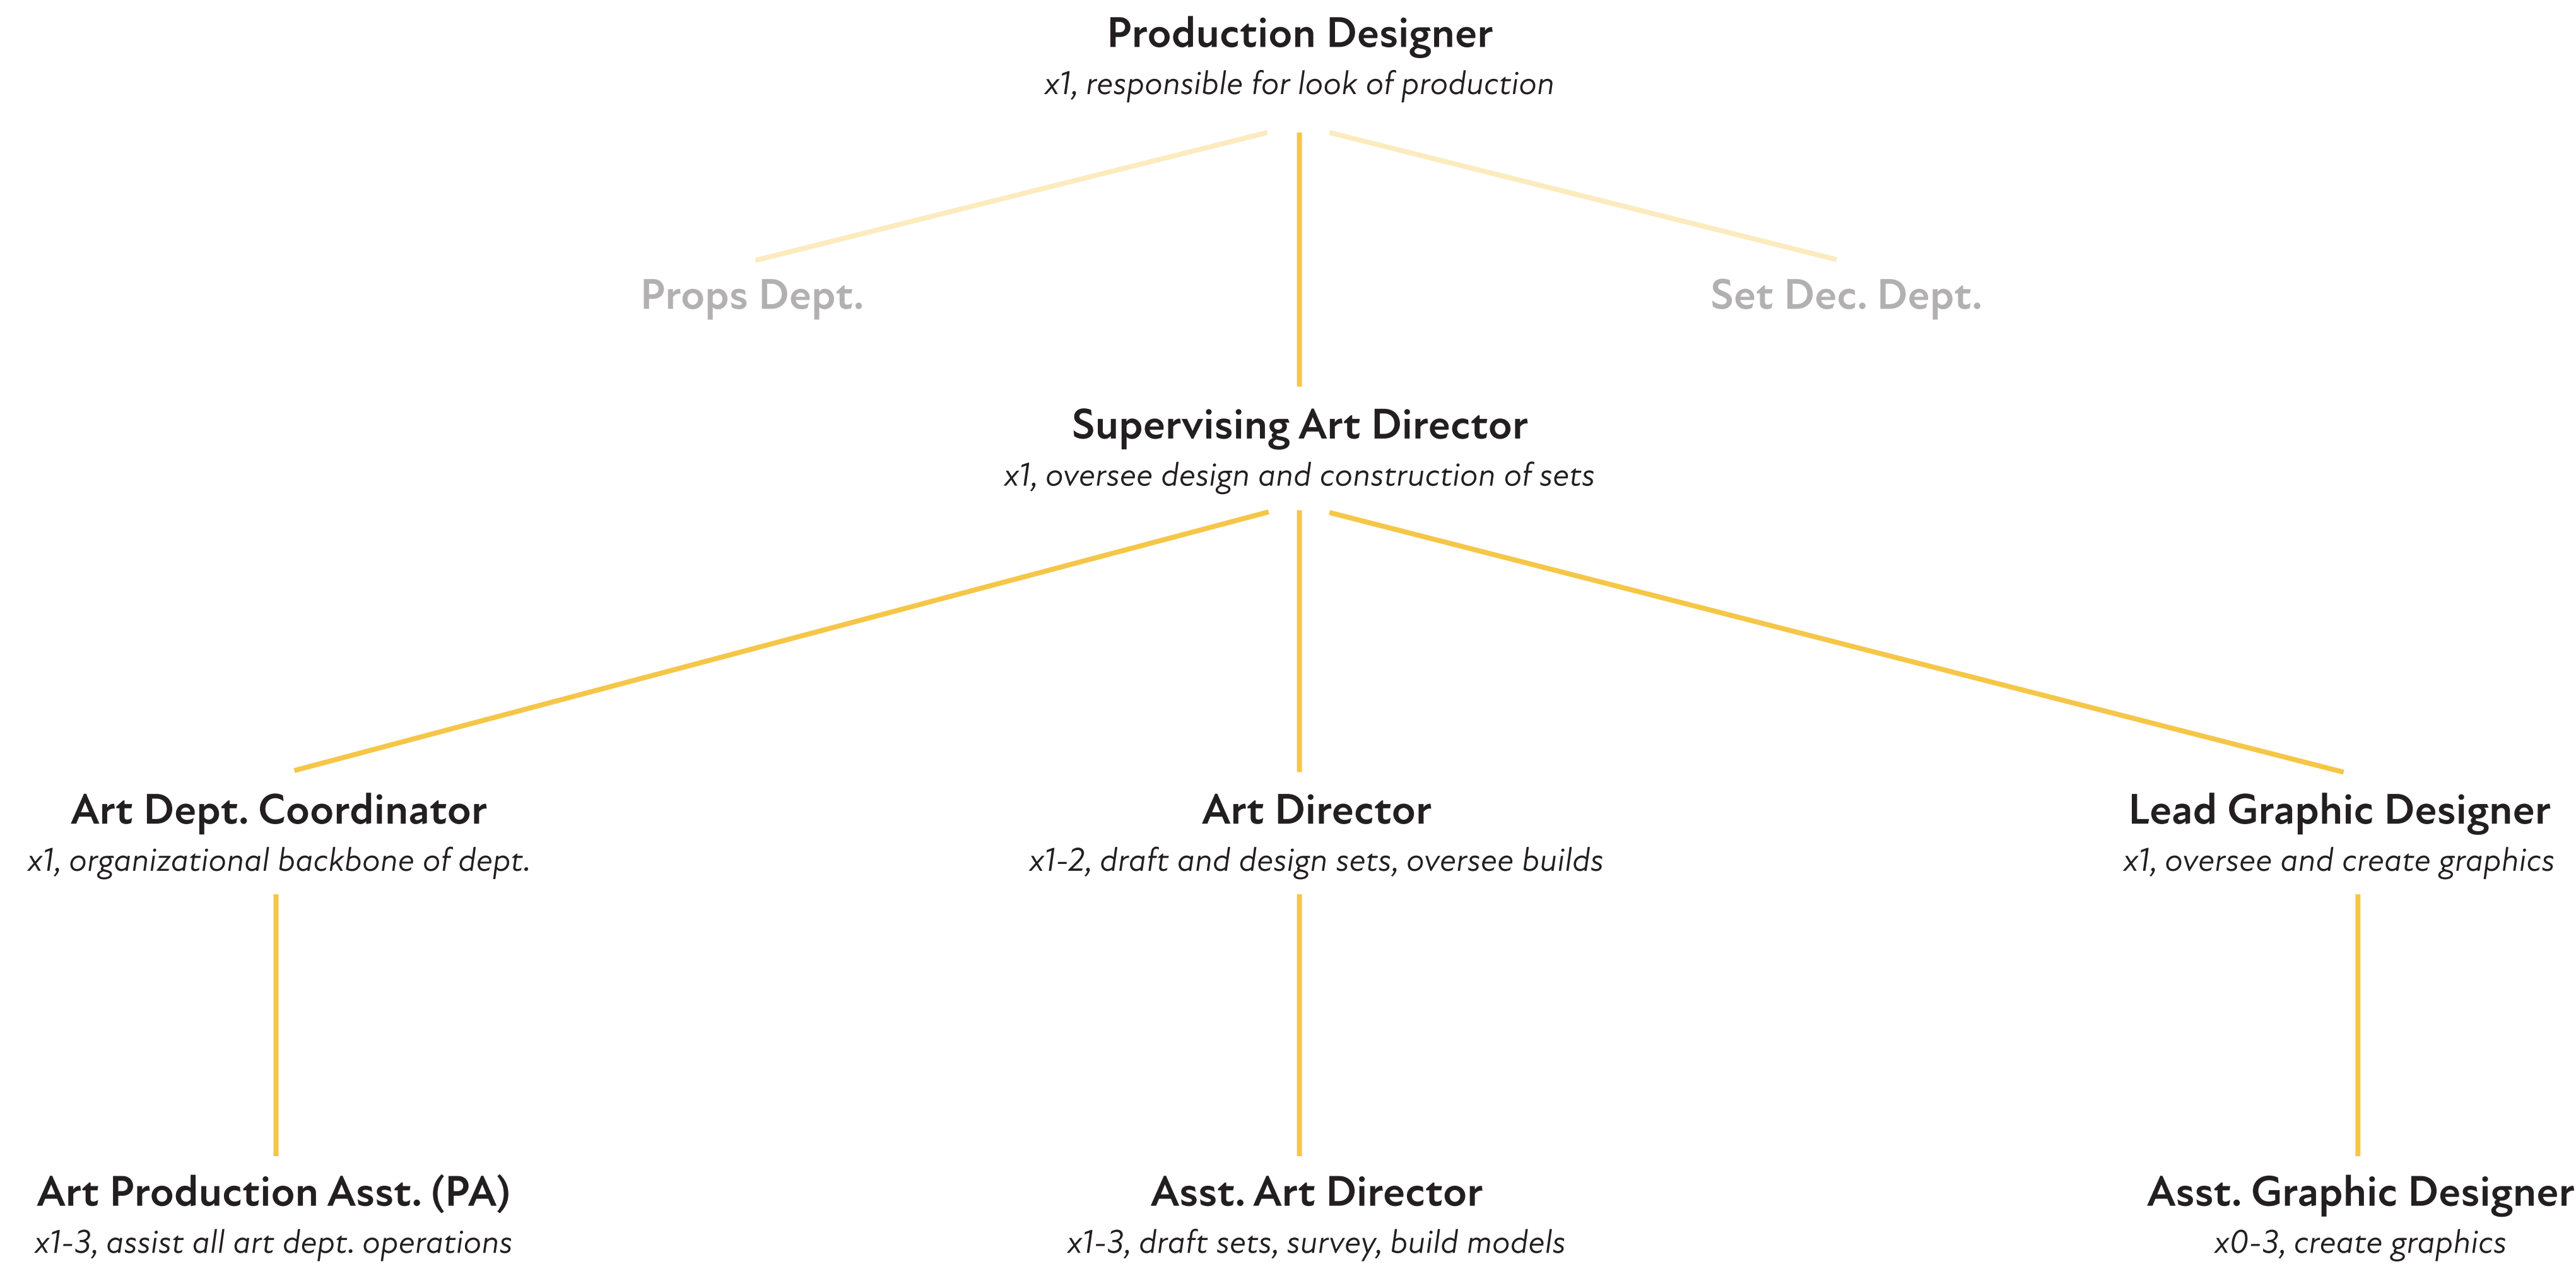 Production Designer
x1, responsible for look of production
Props Dept.
Set Dec. Dept.
Supervising Art Director
x1, oversee design and construction of sets
Art Dept. Coordinator
x1, organizational backbone of dept.
Art Director
x1-2, draft and design sets, oversee builds
Lead Graphic Designer
x1, oversee and create graphics
Art Production Asst. (PA)
x1-3, assist all art dept. operations
Asst. Art Director
x1-3, draft sets, survey, build models
Asst. Graphic Designer
x0-3, create graphics